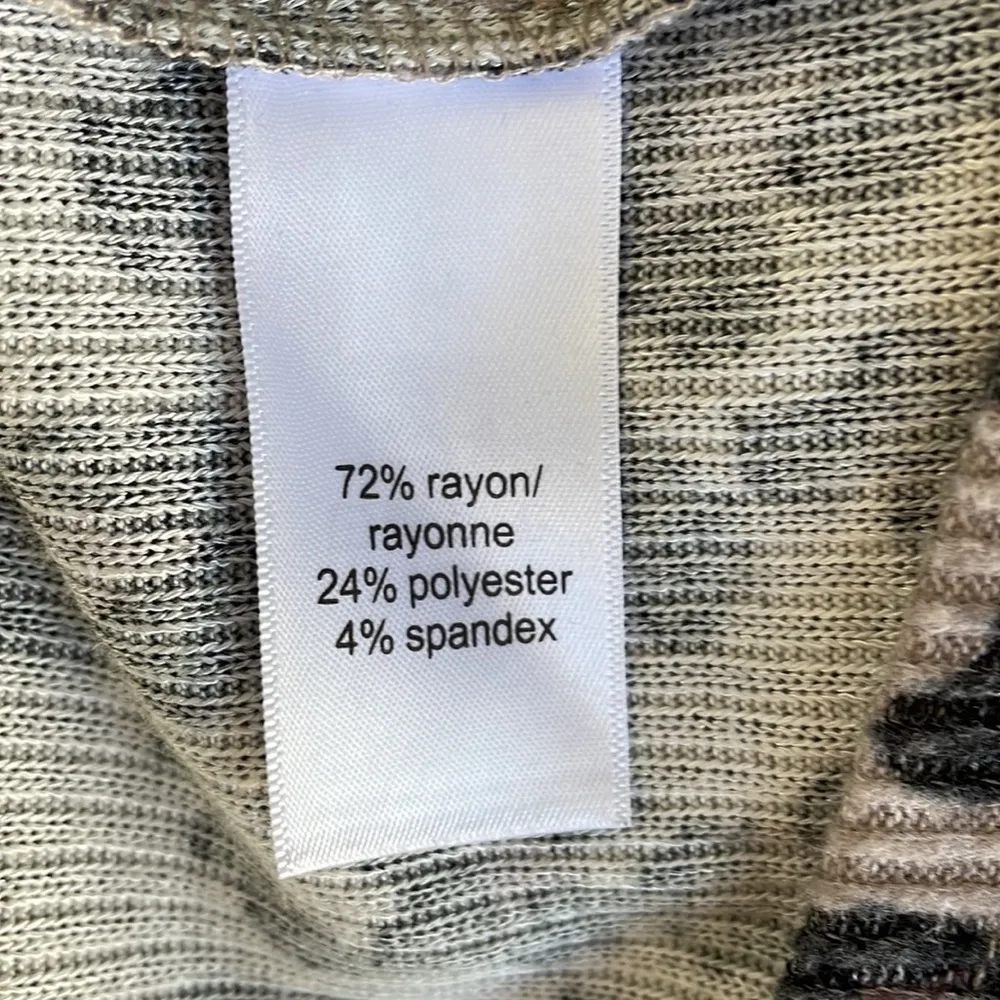 72% rayon/
rayonne
24% polyester
4% spandex